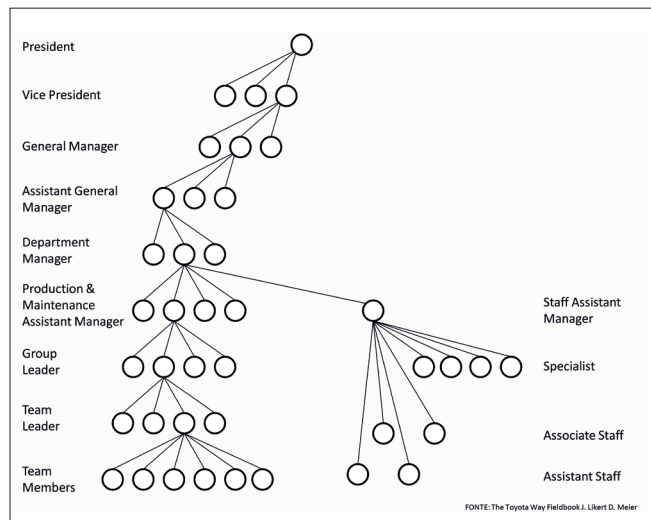 President
Vice President
General Manager
Assistant General
Manager
Department
Manager
Production &
Maintenance
Assistant Manager
Staff Assistant
Manager
Group
Leader
Specialist
Team
Leader
Associate Staff
Team
Members
Assistant Staff
FONTE: The Toyota Way Fieldbook J. Likert D. Meier